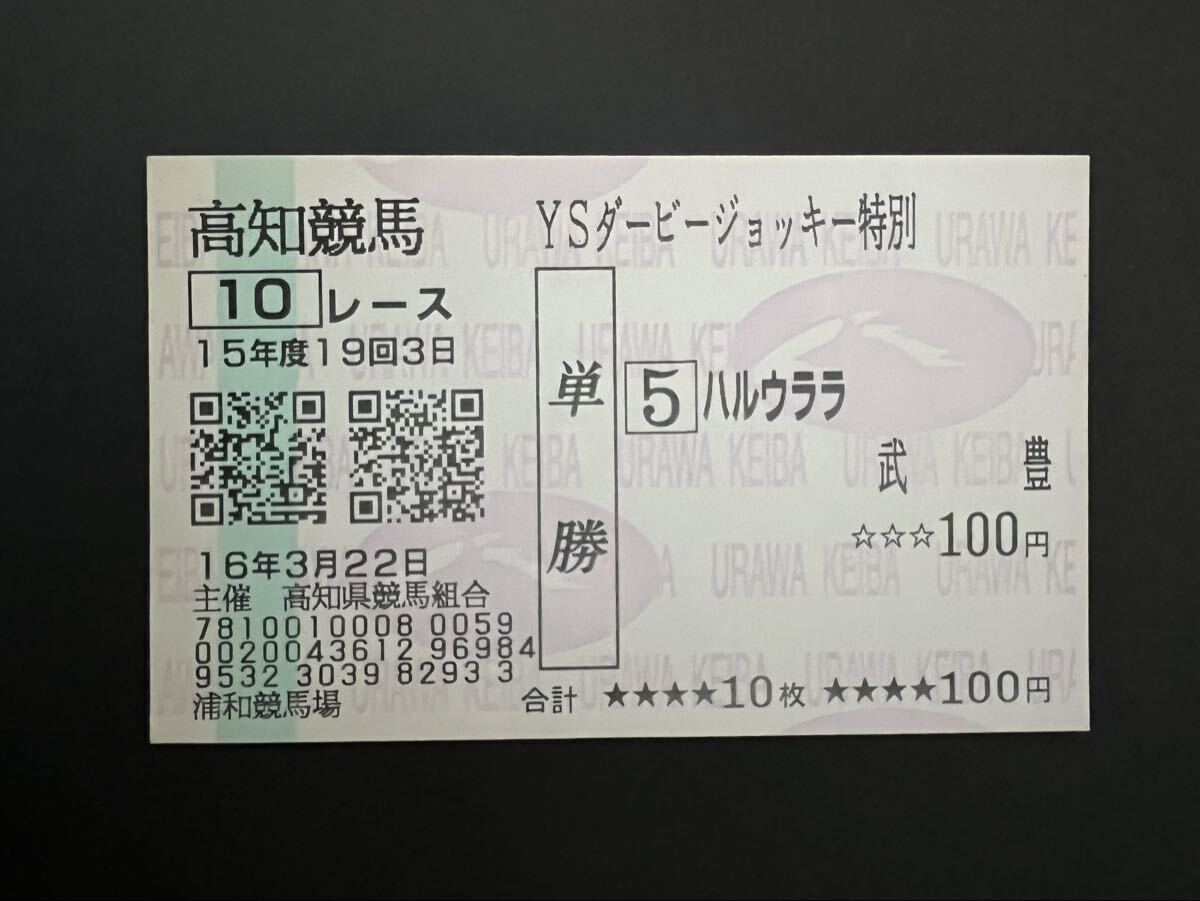 高知競馬
YSダービージョッキー特別
10レース
15年度19回3日
単勝
5 ハルウララ
武 豊
☆☆☆100円
16年3月22日
主催 高知県競馬組合
7810010008 0059
0020043612 969844
9532 3039 8293 3
浦和競馬場
合計 ★★★★10枚 ★★★★100円
URAWA KEIBA